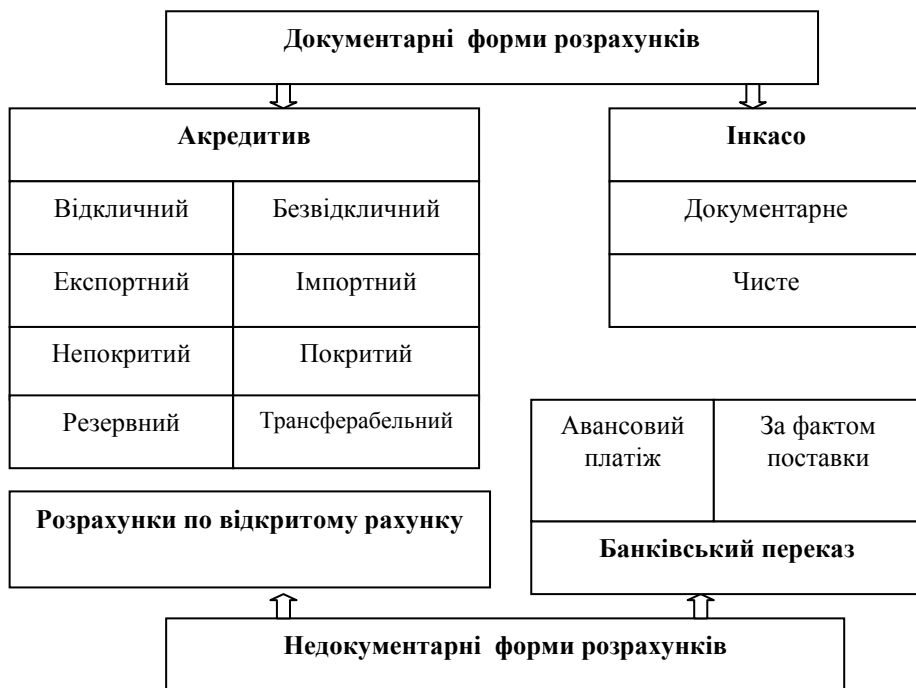 Документарні форми розрахунків
Акредитив
Відкличний Безвідкличний
Експортний Імпортний
Непокритий Покритий
Резервний Трансферабельний
Інкасо
Документарне
Чисте
Авансовий платіж
За фактом поставки
Банківський переказ
Розрахунки по відкритому рахунку
Недокументарні форми розрахунків